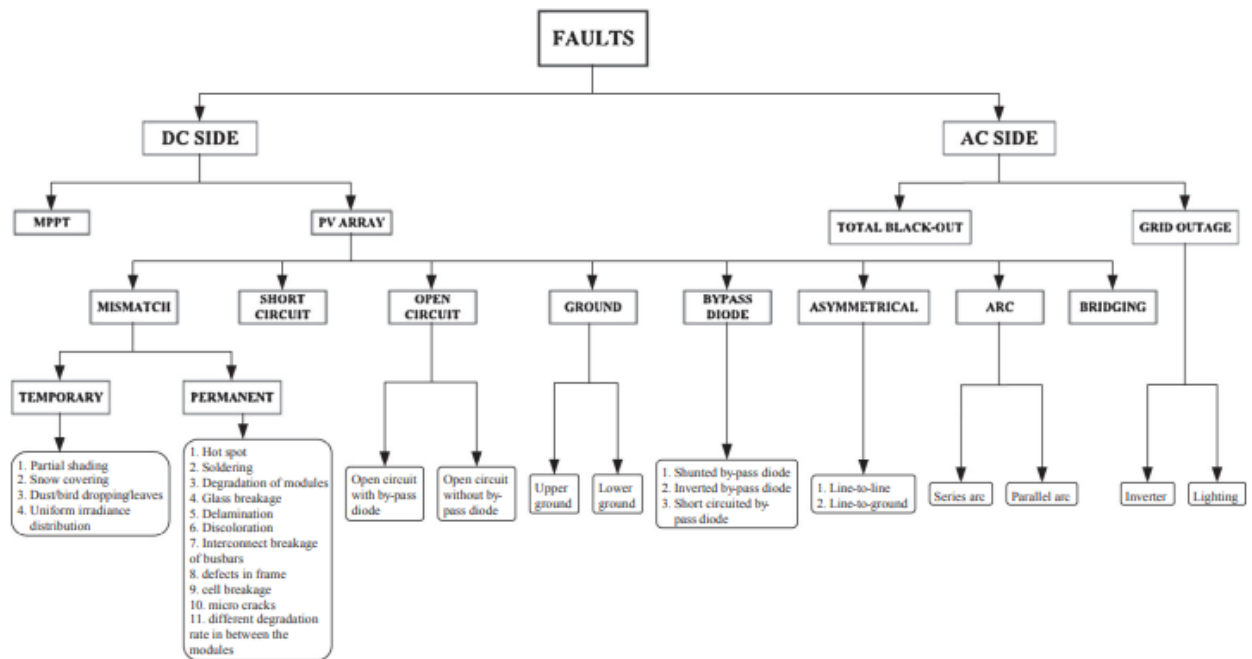 FAULTS
DC SIDE
AC SIDE
MPPT
PV ARRAY
TOTAL BLACK-OUT
GRID OUTAGE
MISMATCH
SHORT
CIRCUIT
OPEN
CIRCUIT
GROUND
BYPASS
DIODE
ASYMMETRICAL
ARC
BRIDGING
TEMPORARY
PERMANENT
1. Partial shading
2. Snow covering
3. Dust/bird dropping/leaves
4. Uniform irradiance
distribution
1. Hot spot
2. Soldering
3. Degradation of modules
4. Glass breakage
5. Delamination
6. Discoloration
7. Interconnect breakage
of busbars
8. defects in frame
9. cell breakage
10. micro cracks
11. different degradation
rate in between the
modules
Open circuit
with by-pass
diode
Open circuit
without by-
pass diode
Upper
ground
Lower
ground
1. Shunted by-pass diode
2. Inverted by-pass diode
3. Short circuited by-
pass diode
1. Line-to-line
2. Line-to-ground
Series arc
Parallel arc
Inverter
Lighting